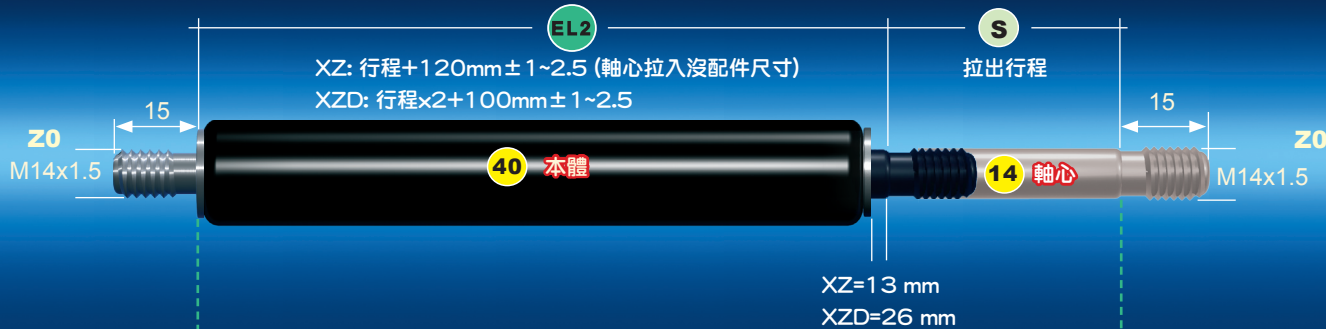 EL2
S
XZ: 行程+120mm±1~2.5 (軸心拉入沒配件尺寸)
拉出行程
XZD: 行程x2+100mm±1~2.5
15
15
Z0
Z0
M14x1.5
40 本體
14 軸心
M14x1.5
XZ=13 mm
XZD=26 mm